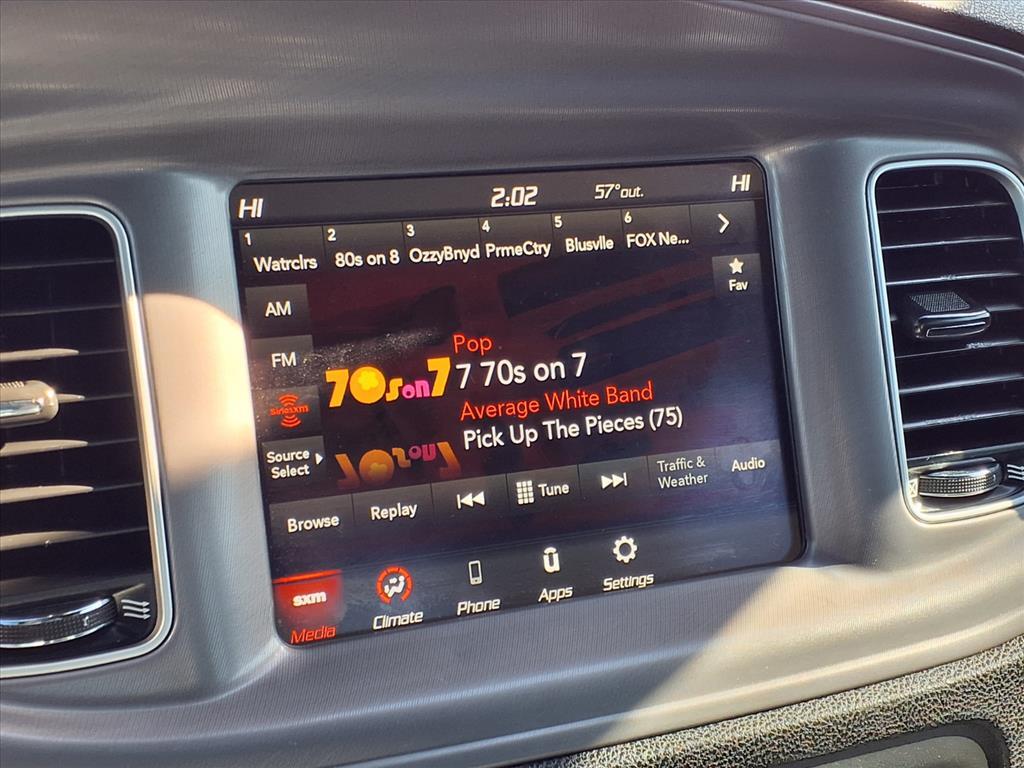 HI 2:02 57°out. HI
1 2 3 4 5 6
Watrclrs 80s on 8 OzzyBnyd PrmeCtry Blusvlle FOX Ne...
Fav
AM
FM
siriusxm
Source
Select
70s on 7
Pop
7 70s on 7
Average White Band
Pick Up The Pieces (75)
Browse Replay Tune Traffic &
Weather Audio
sxm
Media Climate Phone Apps Settings